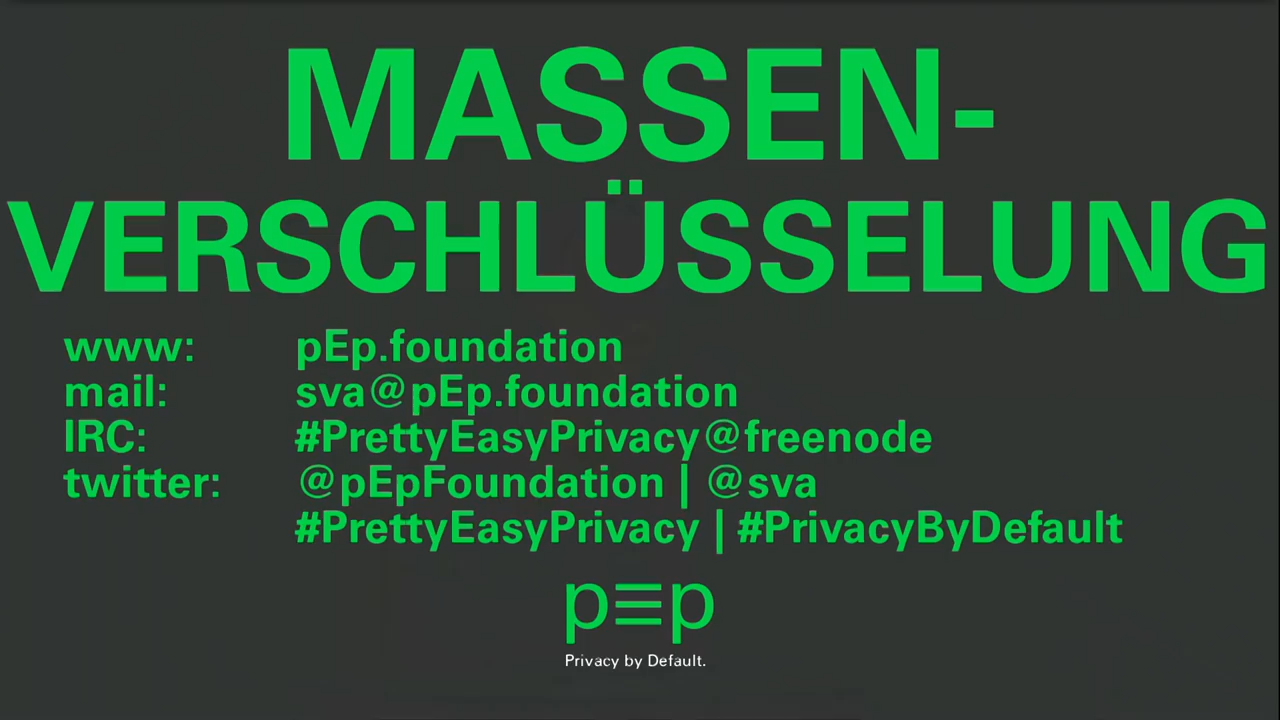 MASSEN-
VERSCHLÜSSELUNG
www: pEp.foundation
mail: sva@pEp.foundation
IRC: #PrettyEasyPrivacy@freenode
twitter: @pEpFoundation | @sva
#PrettyEasyPrivacy | #PrivacyByDefault
p≡p
Privacy by Default.